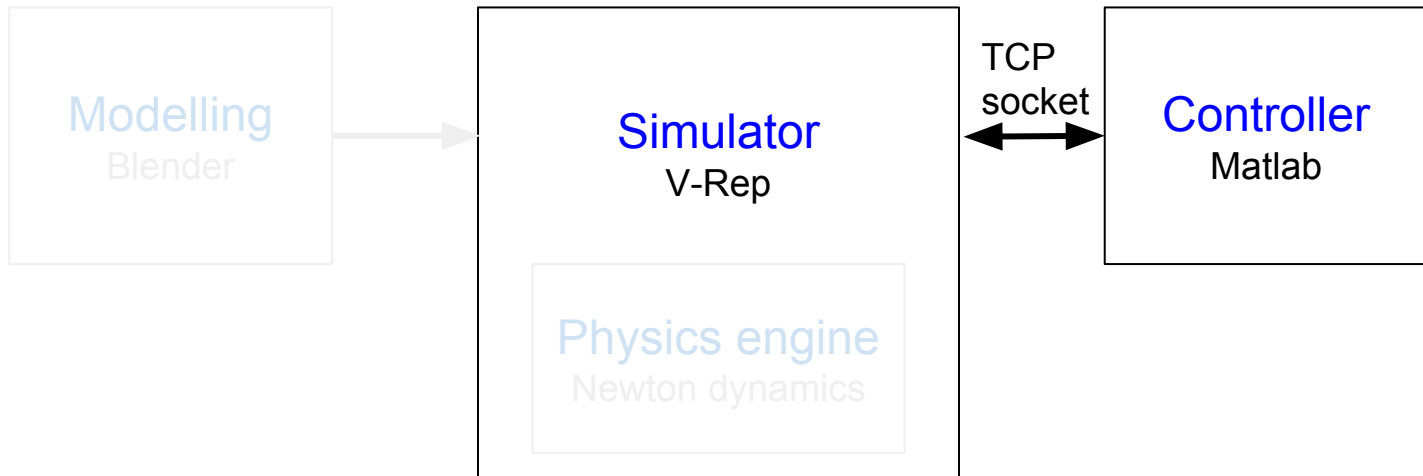 Modelling
Blender
Simulator
V-Rep
Physics engine
Newton dynamics
TCP
socket
Controller
Matlab